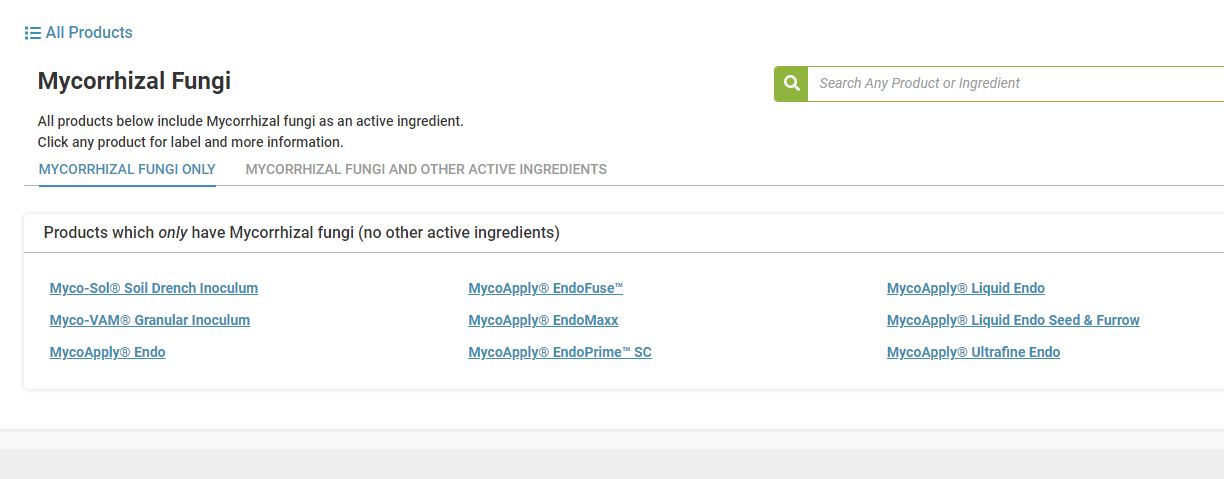 All Products
Mycorrhizal Fungi
Search Any Product or Ingredient
All products below include Mycorrhizal fungi as an active ingredient.
Click any product for label and more information.
MYCORRHIZAL FUNGI ONLY MYCORRHIZAL FUNGI AND OTHER ACTIVE INGREDIENTS
Products which only have Mycorrhizal fungi (no other active ingredients)
Myco-Sol® Soil Drench Inoculum MycoApply® EndoFuse™ MycoApply® Liquid Endo
Myco-VAM® Granular Inoculum MycoApply® EndoMaxx MycoApply® Liquid Endo Seed & Furrow
MycoApply® Endo MycoApply® EndoPrime™ SC MycoApply® Ultrafine Endo